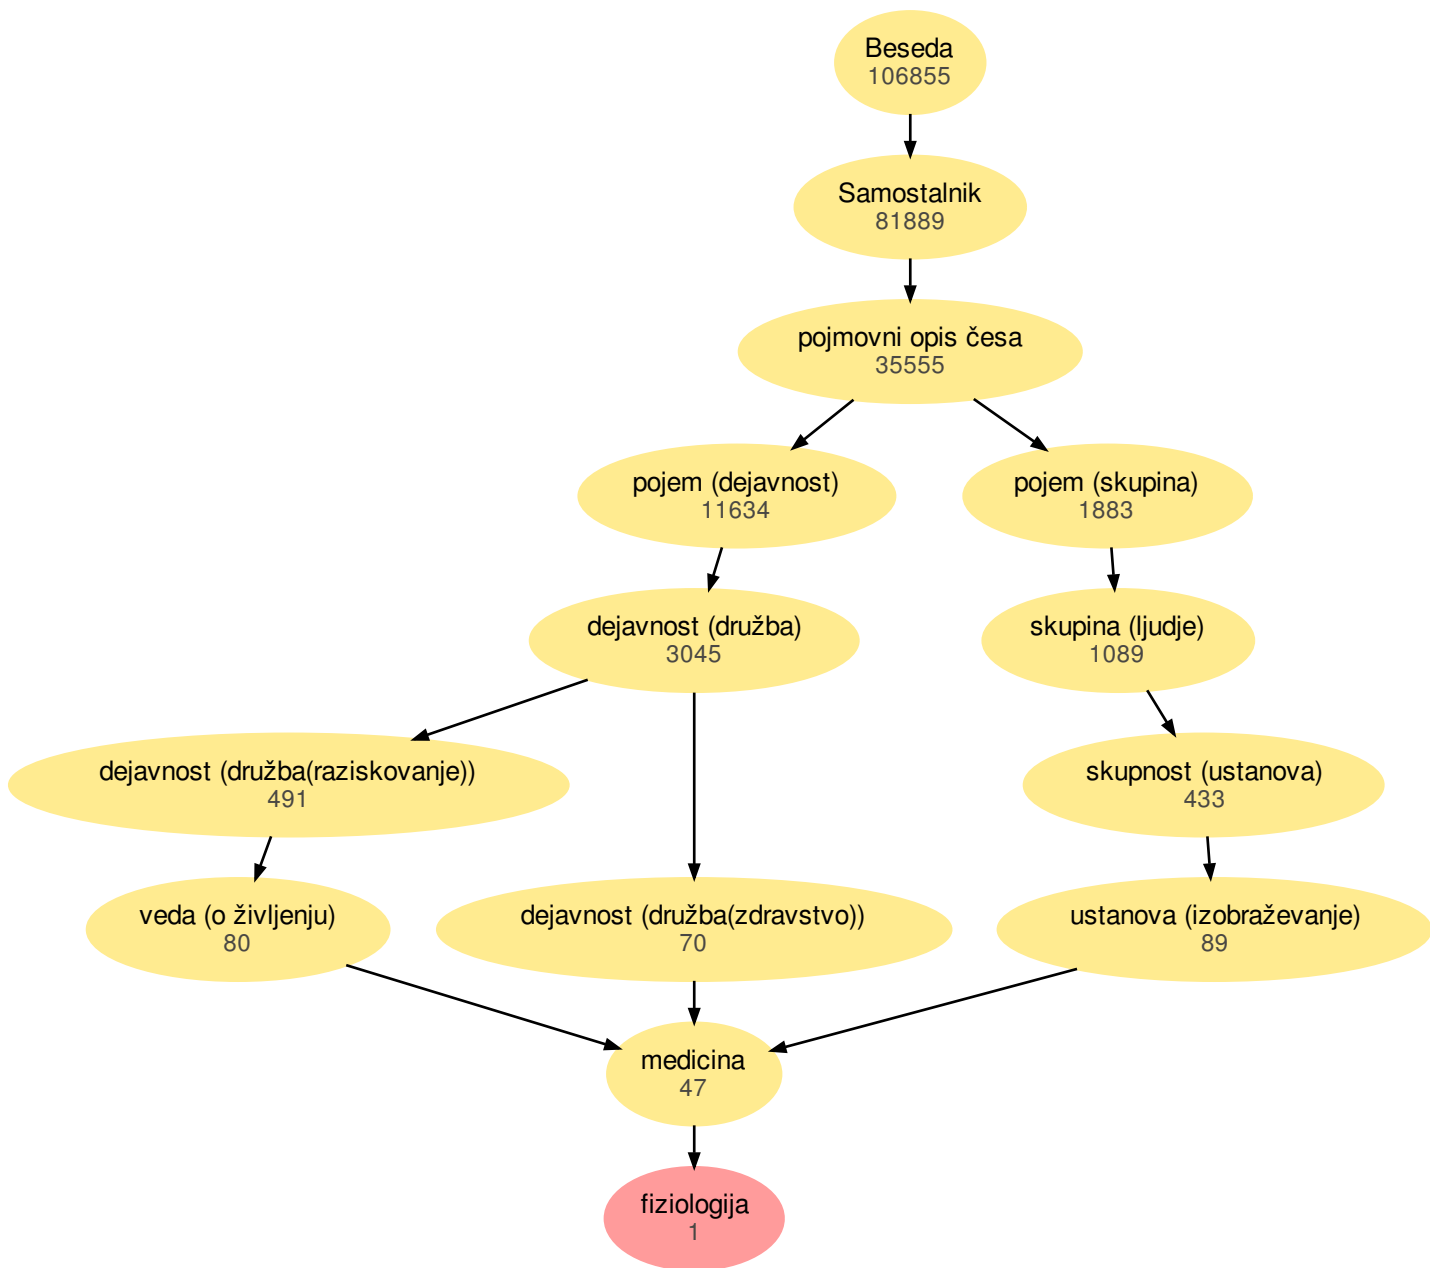 Beseda
106855
Samostalnik
81889
pojmovni opis česa
35555
pojem (dejavnost)
11634
pojem (skupina)
1883
dejavnost (družba)
3045
skupina (ljudje)
1089
dejavnost (družba(raziskovanje))
491
skupnost (ustanova)
433
veda (o življenju)
80
dejavnost (družba(zdravstvo))
70
ustanova (izobraževanje)
89
medicina
47
fiziologija
1